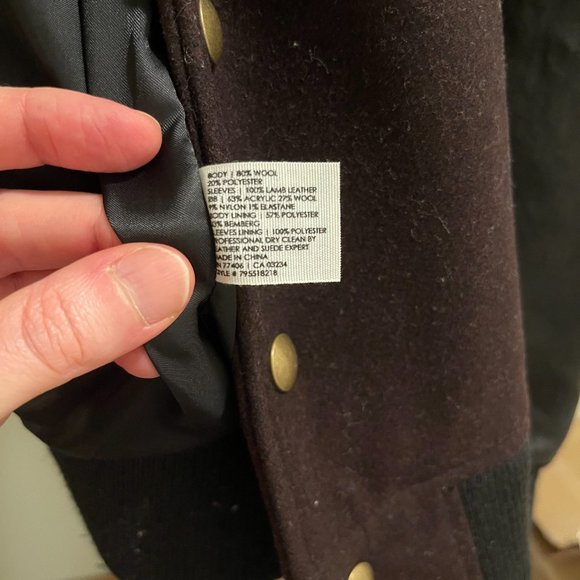 BODY | 80% WOOL
20% POLYESTER
SLEEVES | 100% LAMB LEATHER
RIB | 63% ACRYLIC 27% WOOL
9% NYLON 1% ELASTANE
BODY LINING | 57% POLYESTER
43% BEMBERG
SLEEVES LINING | 100% POLYESTER
PROFESSIONAL DRY CLEAN BY
LEATHER AND SUEDE EXPERT
MADE IN CHINA
RN 77406 | CA 03234
STYLE # 795518218